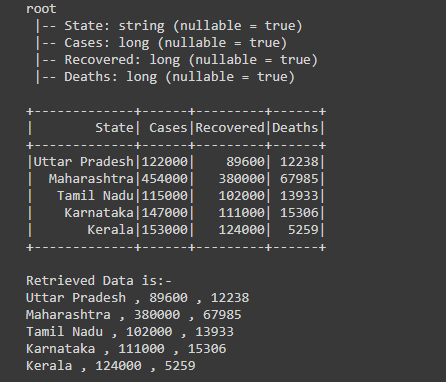 root
 |-- State: string (nullable = true)
 |-- Cases: long (nullable = true)
 |-- Recovered: long (nullable = true)
 |-- Deaths: long (nullable = true)

+-------------+------+---------+------+
|        State| Cases|Recovered|Deaths|
+-------------+------+---------+------+
|Uttar Pradesh|122000|    89600| 12238|
|  Maharashtra|454000|   380000| 67985|
|   Tamil Nadu|115000|   102000| 13933|
|    Karnataka|147000|   111000| 15306|
|       Kerala|153000|   124000|  5259|
+-------------+------+---------+------+

Retrieved Data is:-
Uttar Pradesh , 89600 , 12238
Maharashtra , 380000 , 67985
Tamil Nadu , 102000 , 13933
Karnataka , 111000 , 15306
Kerala , 124000 , 5259